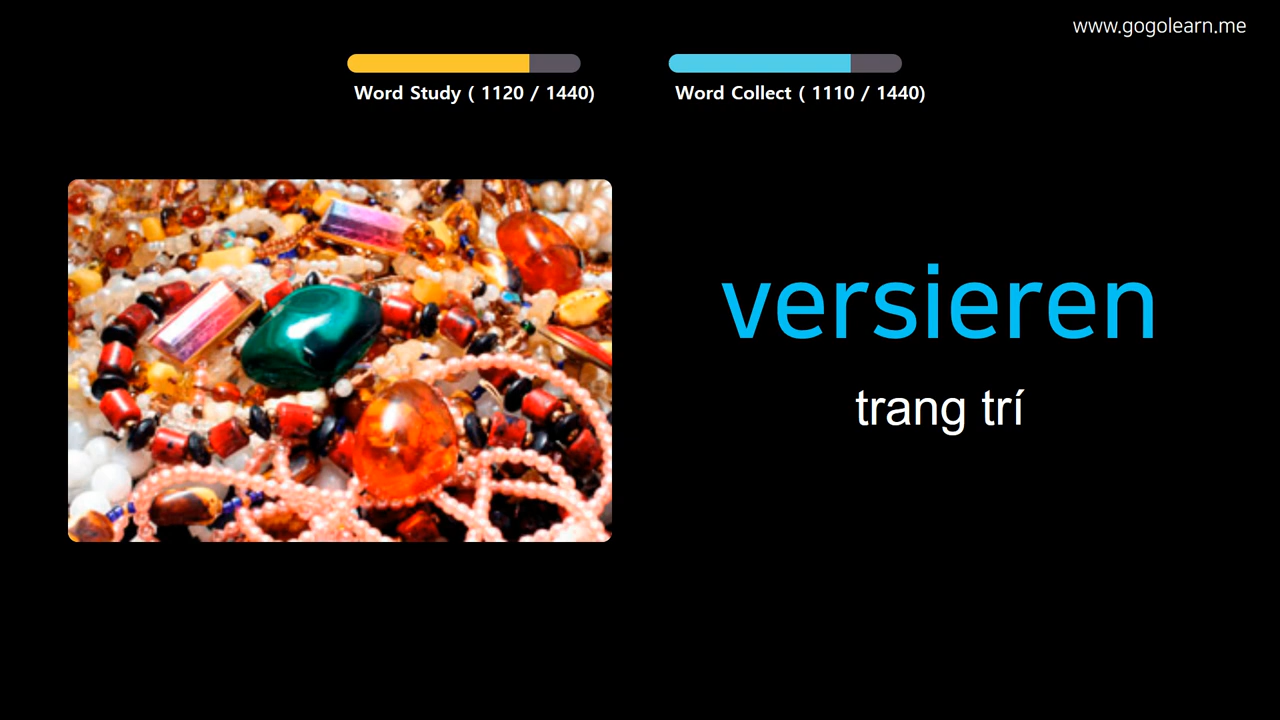 www.gogolearn.me
Word Study ( 1120 / 1440)
Word Collect ( 1110 / 1440)
versieren
trang trí